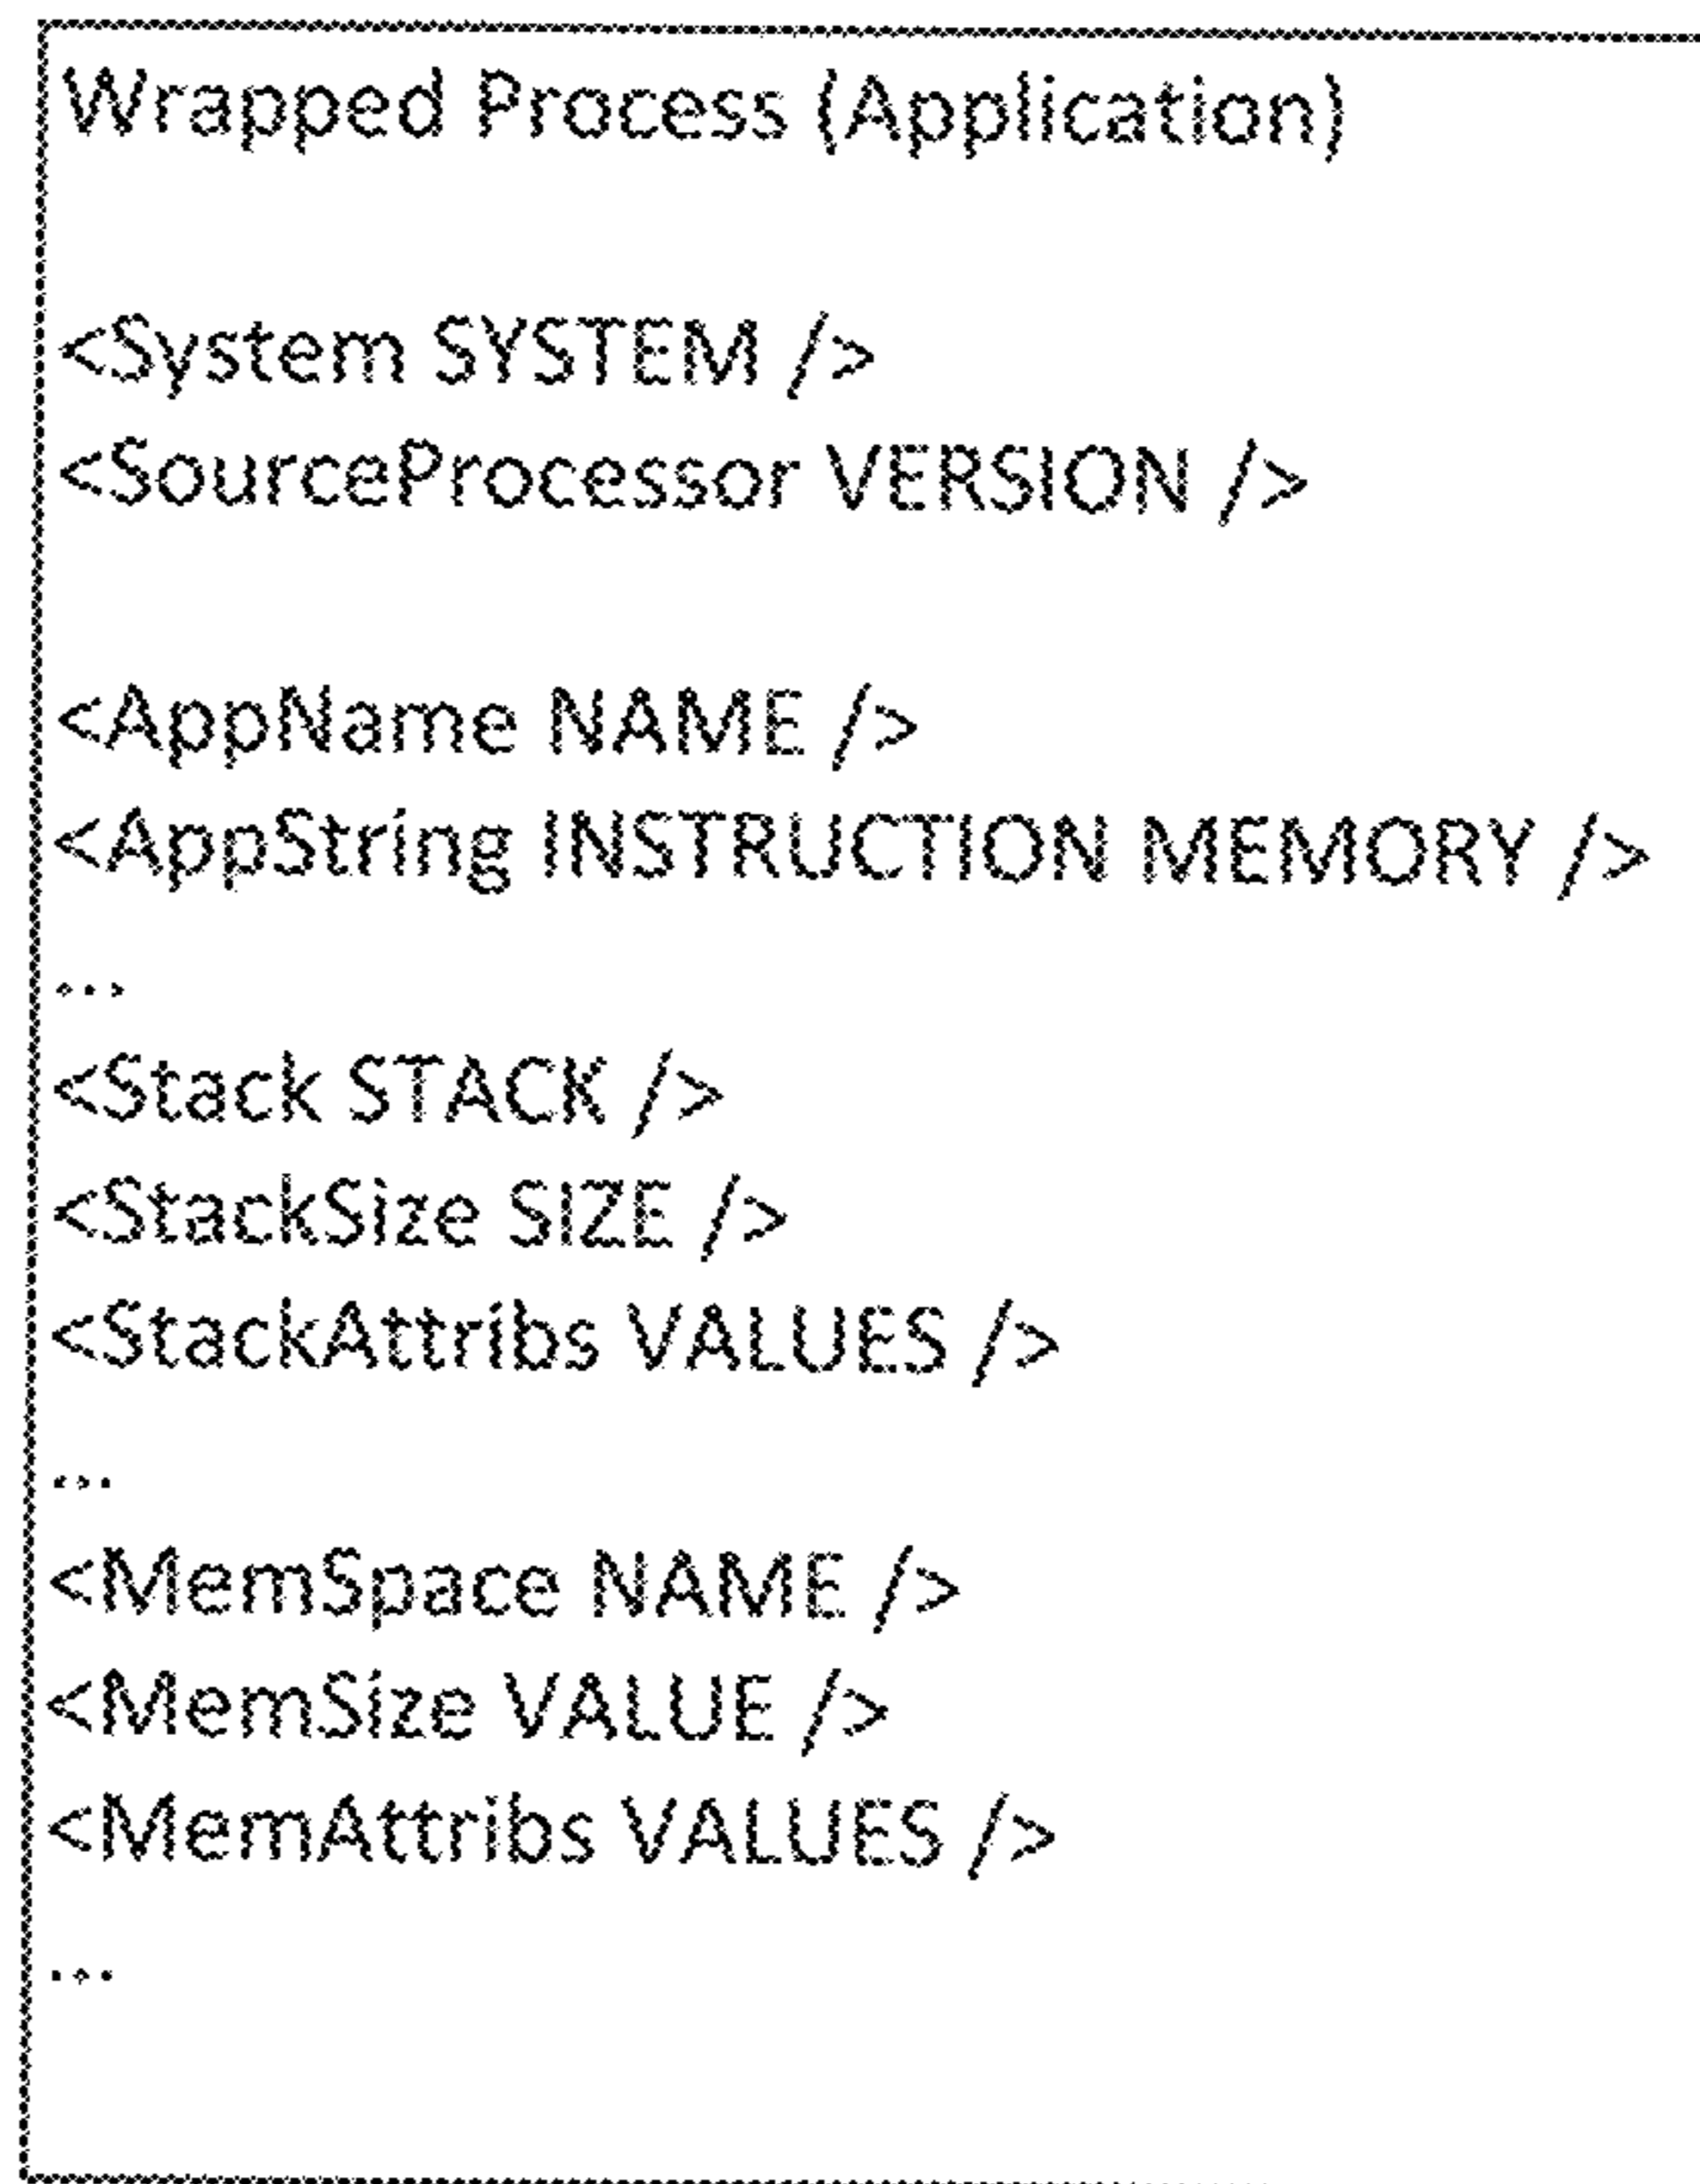 Wrapped Process (Application)
<System SYSTEM />
<SourceProcessor VERSION />
<AppName NAME />
<AppString INSTRUCTION MEMORY />
...
<Stack STACK />
<StackSize SIZE />
<StackAttribs VALUES />
...
<MemSpace NAME />
<MemSize VALUE />
<MemAttribs VALUES />
...